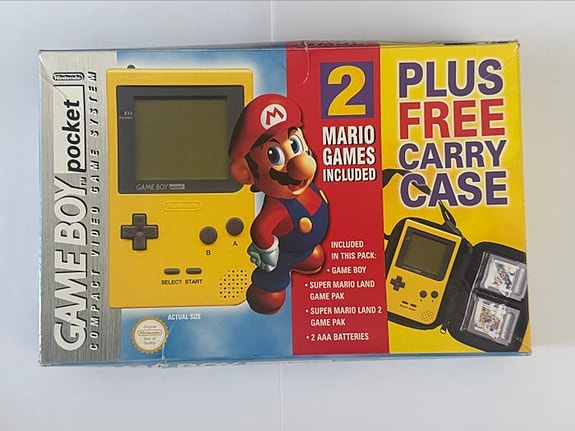 Nintendo
GAME BOY pocket
TM
COMPACT VIDEO GAME SYSTEM
POWER
GAME BOY pocket
Nintendo
B
A
SELECT START
ACTUAL SIZE
Original
Nintendo
Seal of
Quality
M
2
MARIO
GAMES
INCLUDED
INCLUDED
IN THIS PACK:
• GAME BOY
• SUPER MARIO LAND
GAME PAK
• SUPER MARIO LAND 2
GAME PAK
• 2 AAA BATTERIES
PLUS
FREE
CARRY
CASE